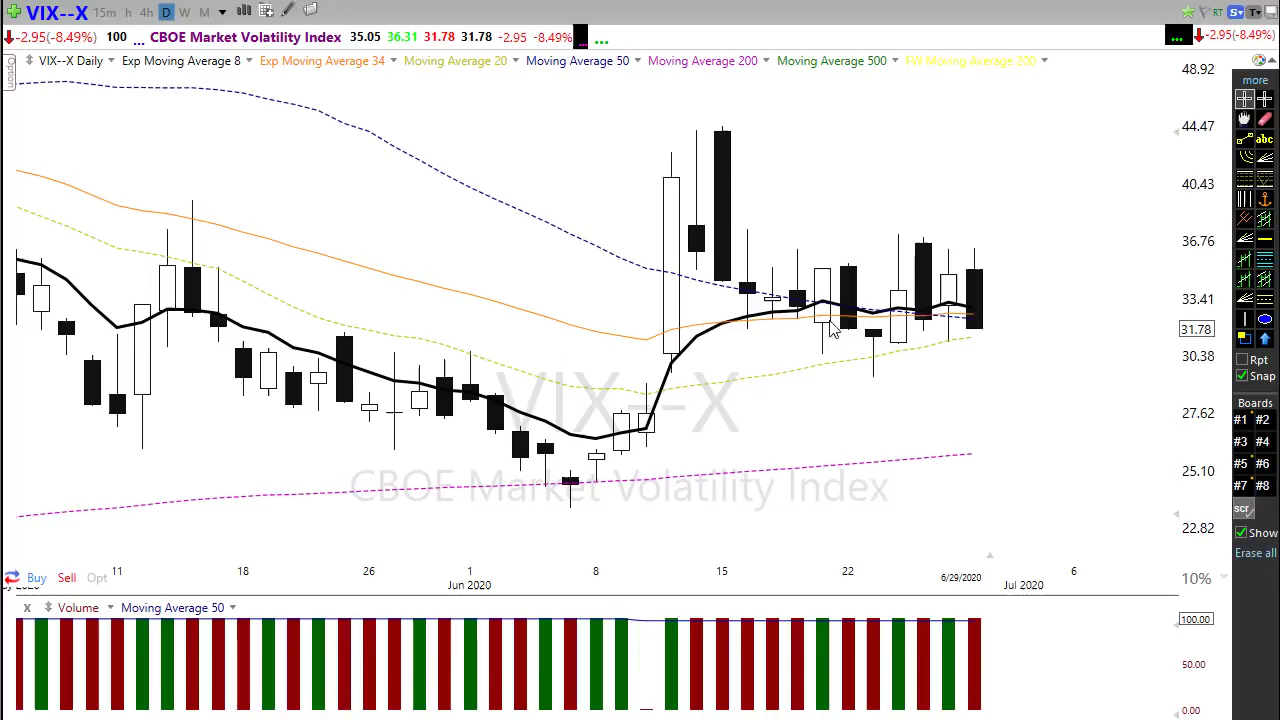 VIX--X 15m h 4h D W M RT S T
-2.95(-8.49%) 100 ... CBOE Market Volatility Index 35.05 36.31 31.78 31.78 -2.95 -8.49% ... ... ... -2.95(-8.49%)
Option
VIX--X Daily Exp Moving Average 8 Exp Moving Average 34 Moving Average 20 Moving Average 50 Moving Average 200 Moving Average 500 FW Moving Average 200
48.92
more
44.47
abc
40.43
36.76
33.41
31.78
30.38
Rpt
Snap
Boards
27.62
#1 #2
#3 #4
VIX--X
#5 #6
25.10
#7 #8
CBOE Market Volatility Index
scr
22.82
Show
Erase all
Buy Sell Opt
11 18 26 1 8 15 22 6/29/2020 6
2020 Jun 2020 Jul 2020
10%
x Volume Moving Average 50
100.00
50.00
0.00